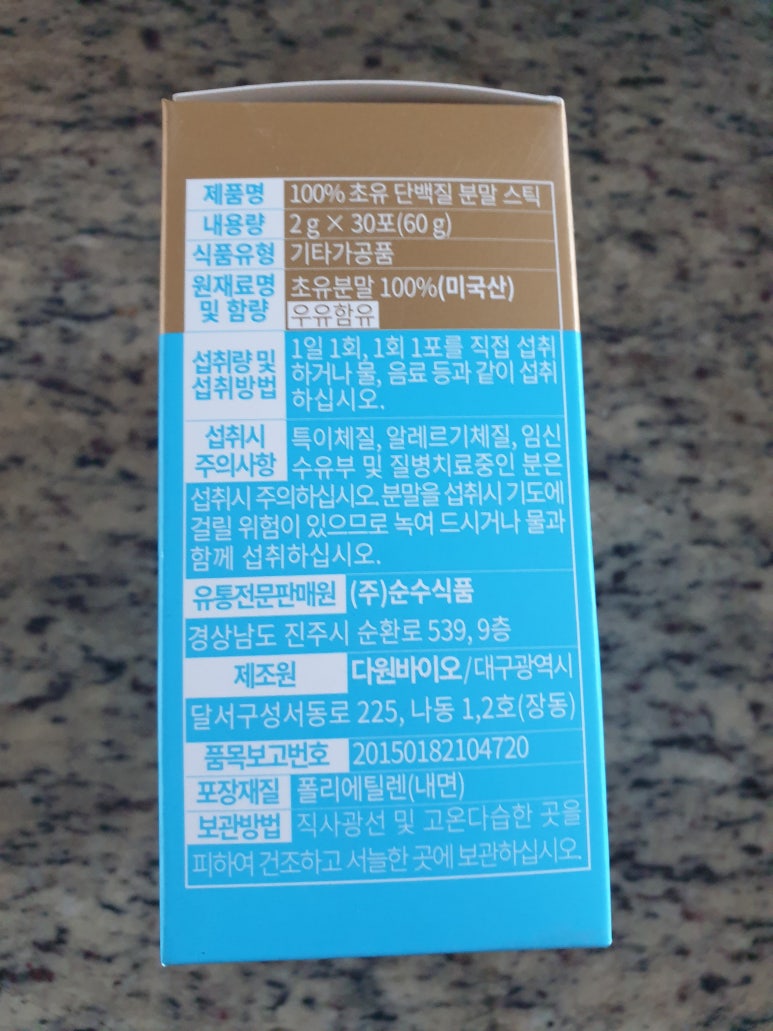 제품명 100% 초유 단백질 분말 스틱
내용량 2 g × 30포(60 g)
식품유형 기타가공품
원재료명 및 함량 초유분말 100%(미국산)
우유함유
섭취량 및 섭취방법 1일 1회, 1회 1포를 직접 섭취
하거나 물, 음료 등과 같이 섭취
하십시오.
섭취시 주의사항 특이체질, 알레르기체질, 임신
수유부 및 질병치료중인 분은
섭취시 주의하십시오. 분말을 섭취시 기도에
걸릴 위험이 있으므로 녹여 드시거나 물과
함께 섭취하십시오.
유통전문판매원 (주)순수식품
경상남도 진주시 순환로 539, 9층
제조원 다원바이오/대구광역시
달서구성서동로 225, 나동 1,2호(장동)
품목보고번호 20150182104720
포장재질 폴리에틸렌(내면)
보관방법 직사광선 및 고온다습한 곳을
피하여 건조하고 서늘한 곳에 보관하십시오.